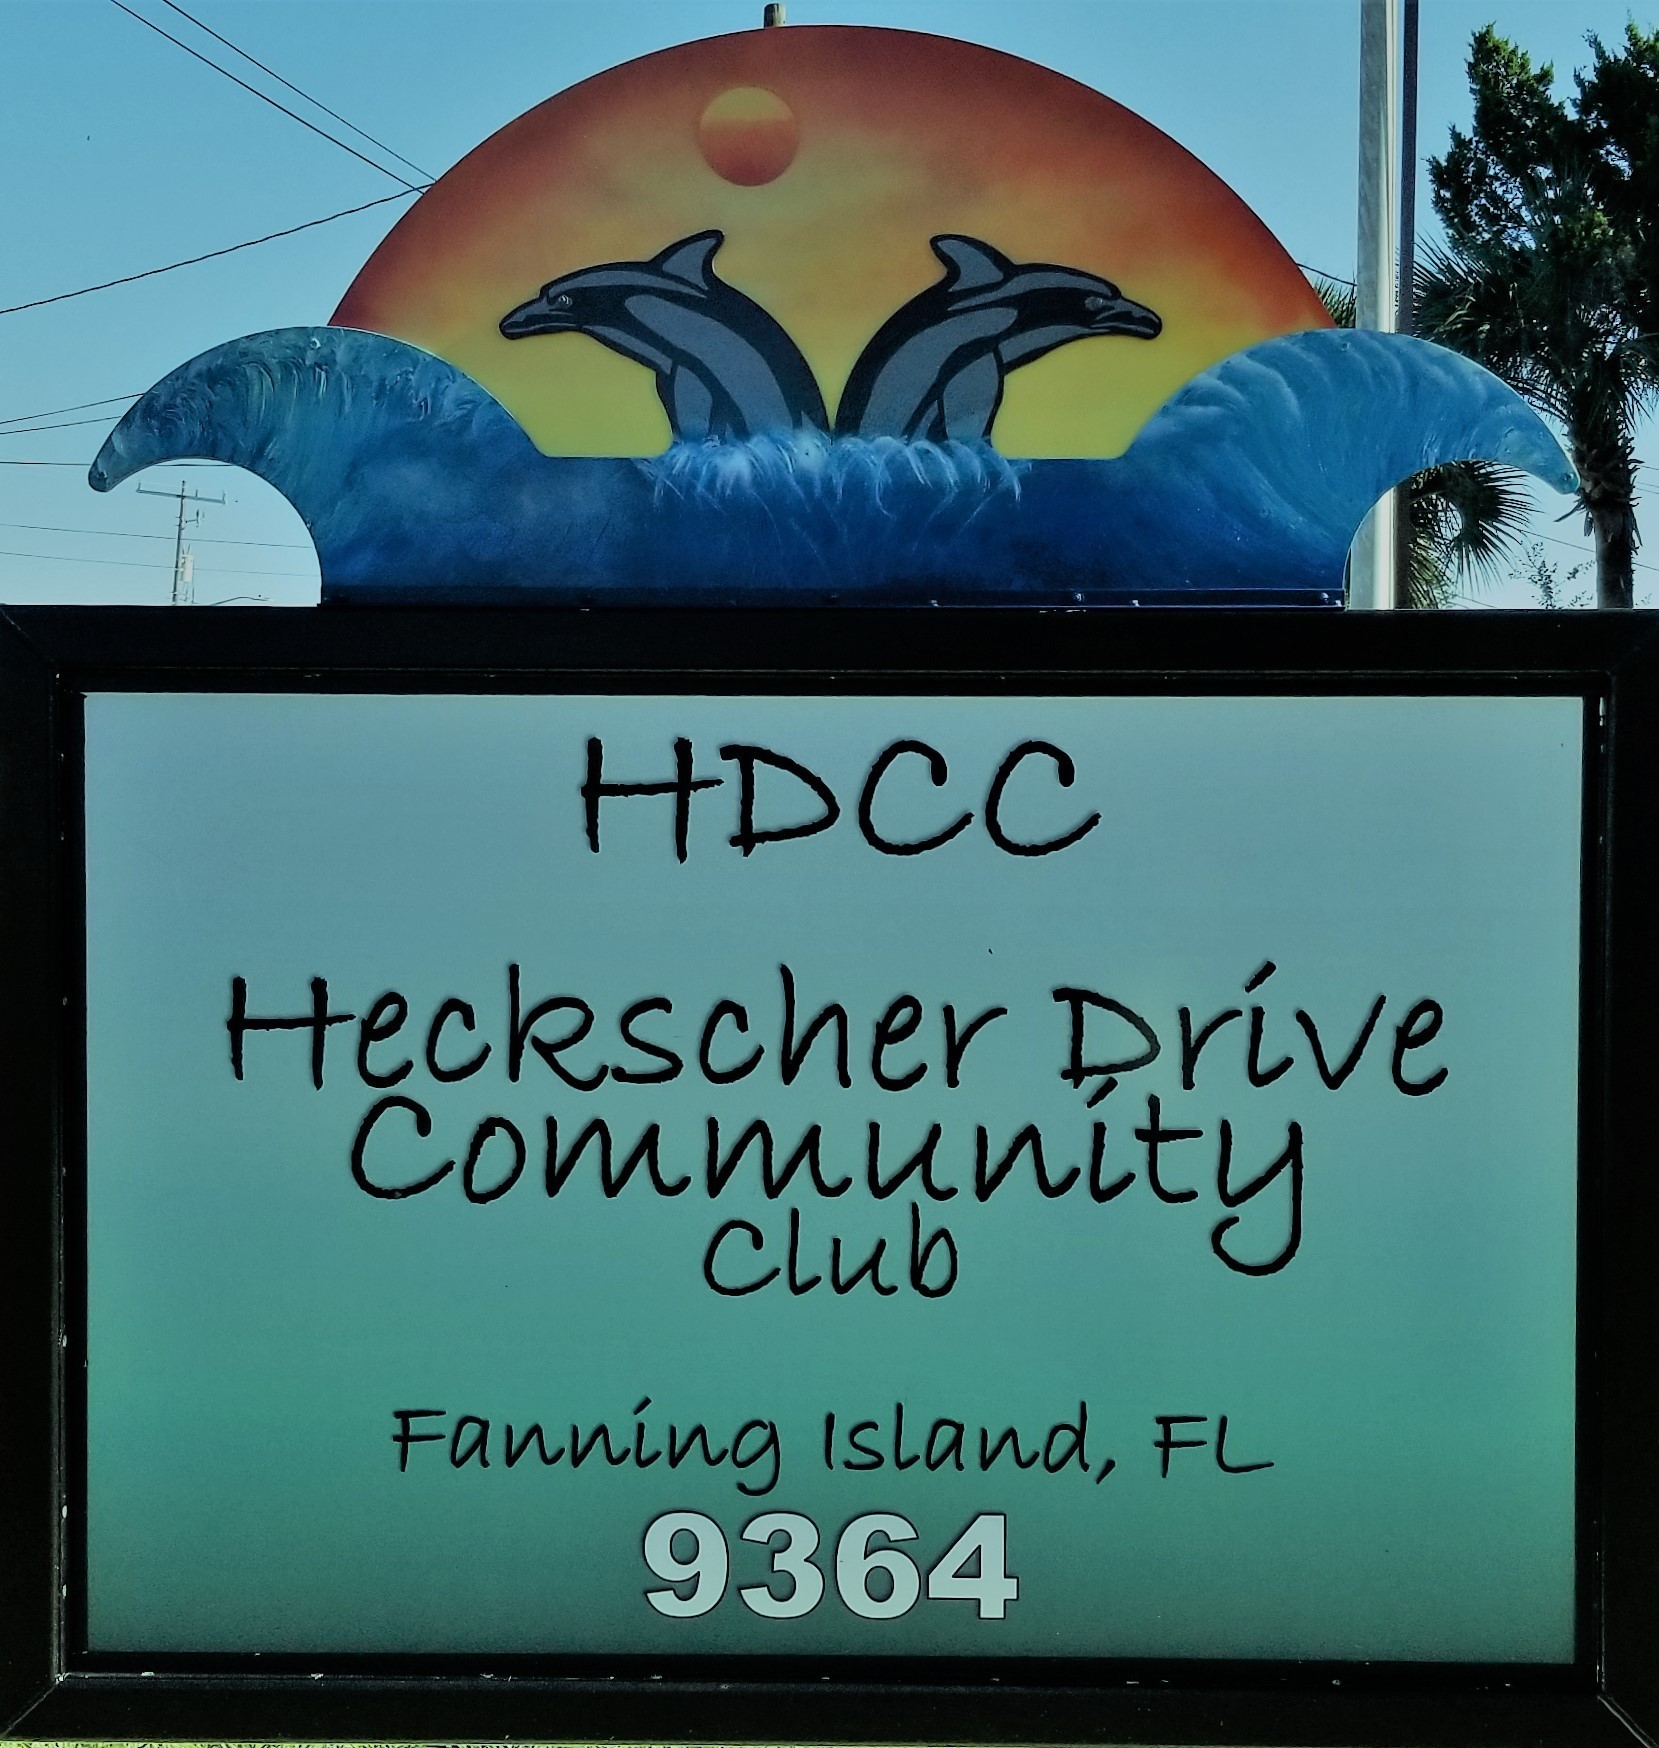 HDCC
Heckscher Drive
Community
Club
Fanning Island, FL
9364